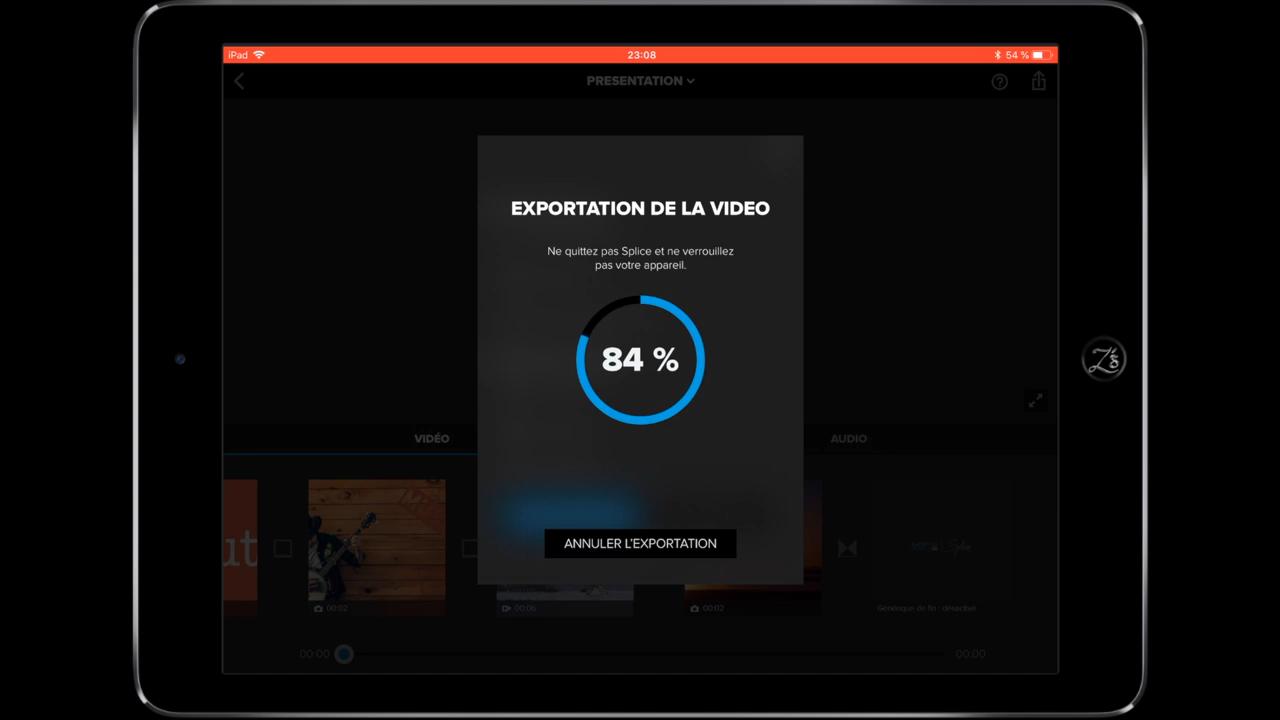 iPad 23:08 54 %
PRESENTATION
EXPORTATION DE LA VIDEO
Ne quittez pas Splice et ne verrouillez
pas votre appareil.
84 %
VIDÉO AUDIO
ut
ANNULER L'EXPORTATION
00:02 00:06 00:02 Générique de fin : désactivé
00:00 00:00